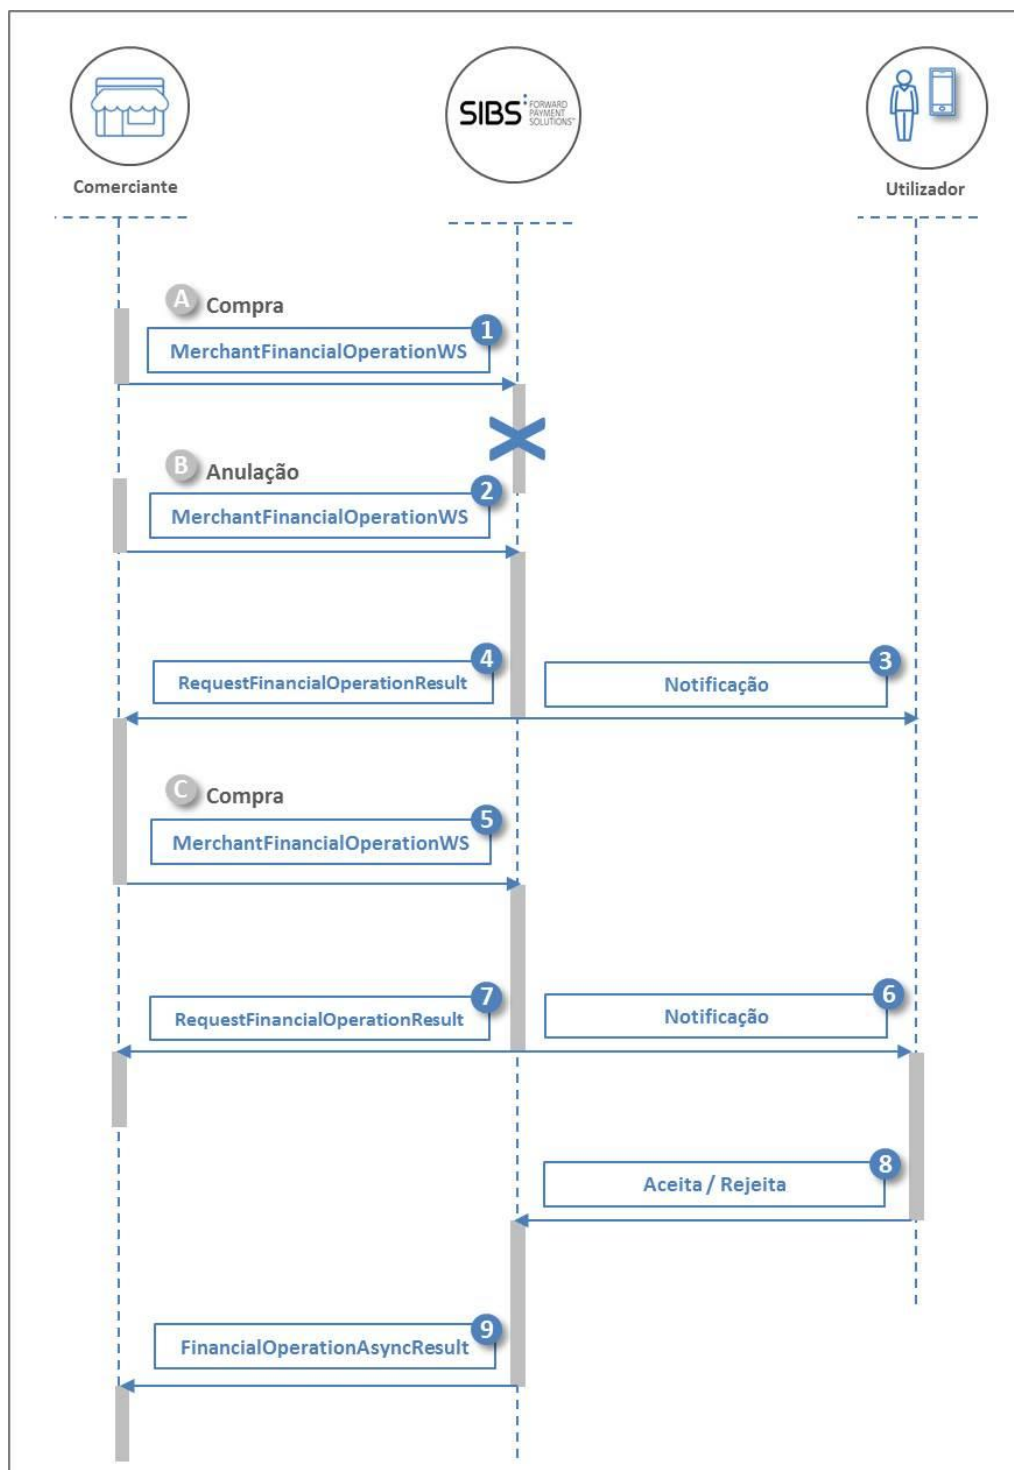 SIBS FORWARD
PAYMENT
SOLUTIONS
Comerciante
Utilizador
A Compra
1
MerchantFinancialOperationWS
B Anulação
2
MerchantFinancialOperationWS
4
3
RequestFinancialOperationResult
Notificação
C Compra
5
MerchantFinancialOperationWS
7
6
RequestFinancialOperationResult
Notificação
8
Aceita / Rejeita
9
FinancialOperationAsyncResult